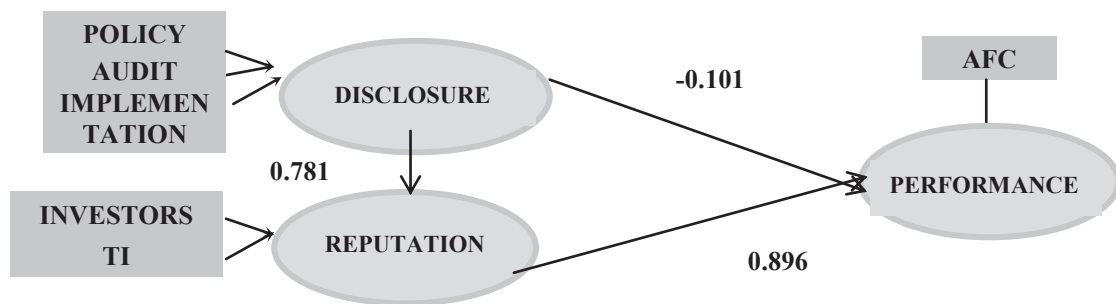 POLICY
AUDIT
IMPLEMEN
TATION
DISCLOSURE
-0.101
AFC
0.781
PERFORMANCE
INVESTORS
TI
REPUTATION
0.896